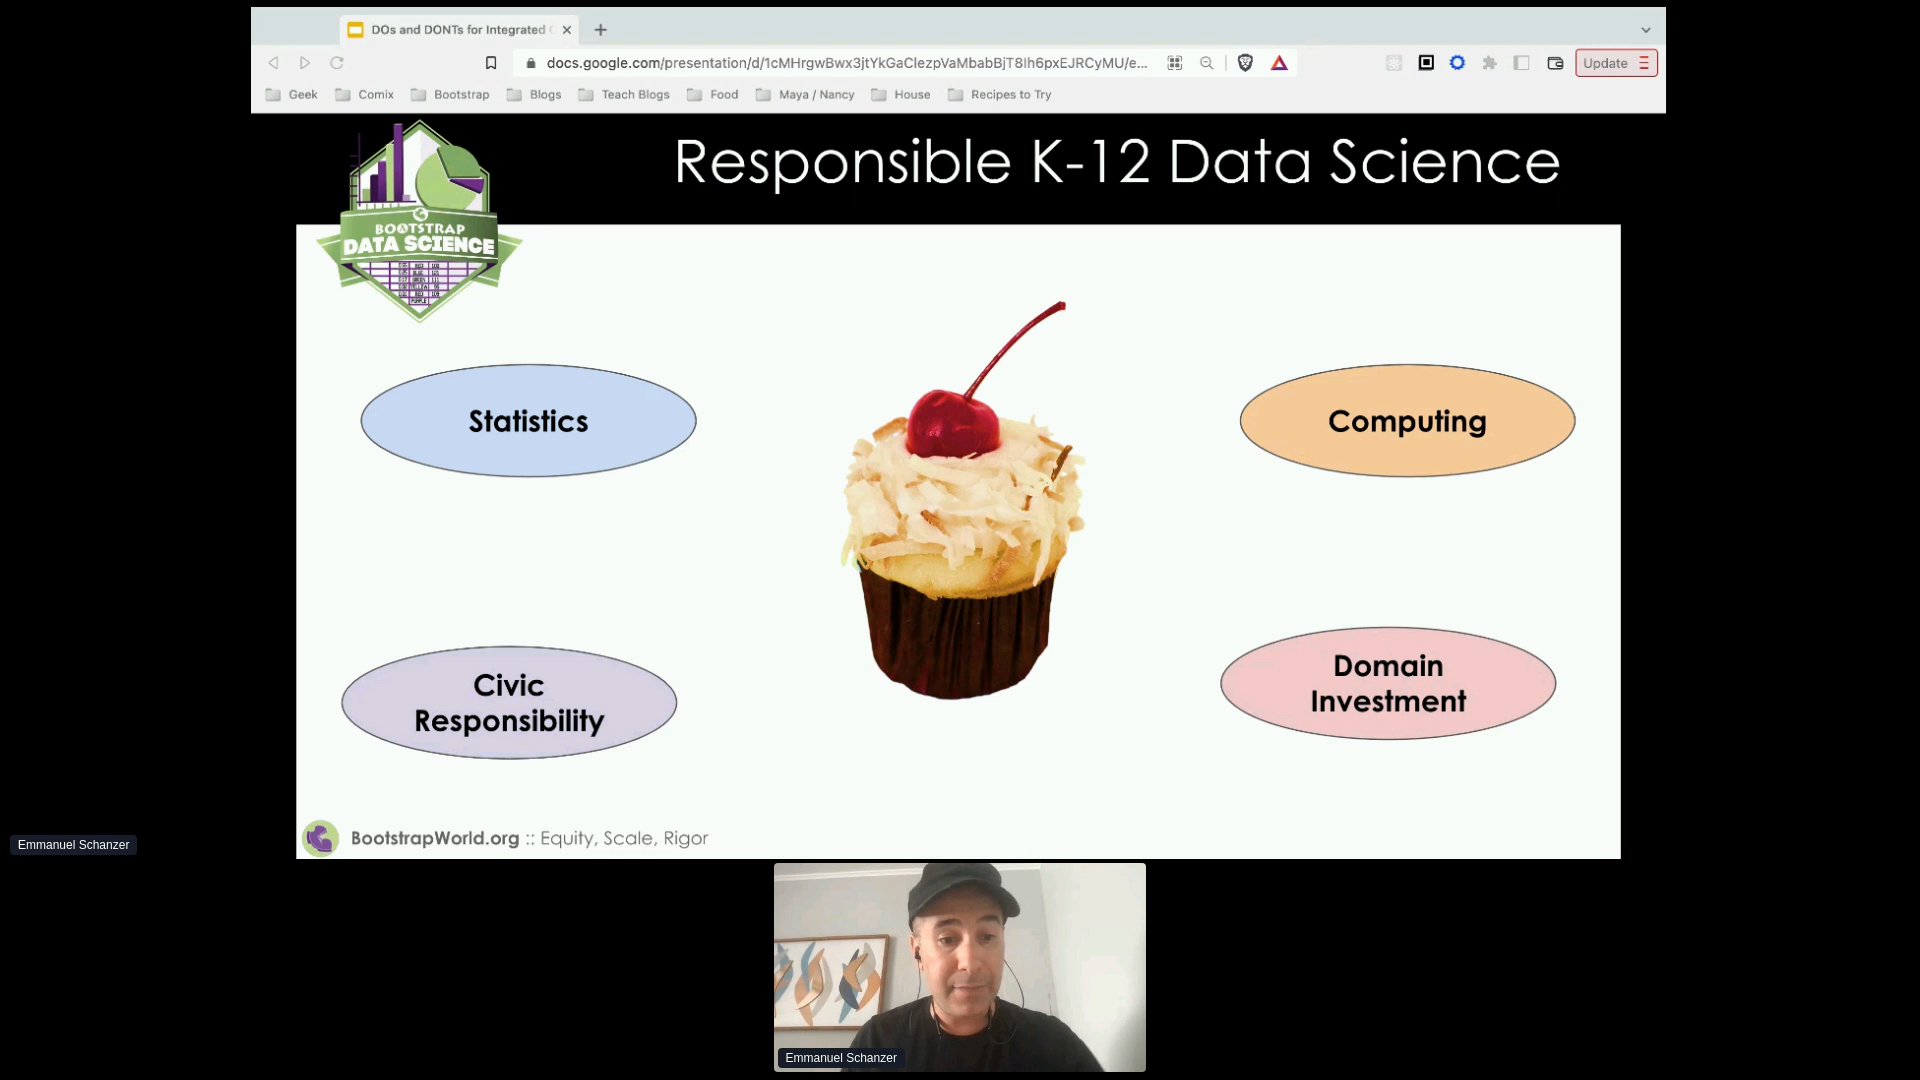 DOs and DONTs for Integrated
docs.google.com/presentation/d/1cMHrgwBwx3jtYkGaClezpVaMbabBjT8Ih6pxEJRCyMU/e...
Update
Geek
Comix
Bootstrap
Blogs
Teach Blogs
Food
Maya / Nancy
House
Recipes to Try
Responsible K-12 Data Science
BOOTSTRAP
DATA SCIENCE
PURPLE
Statistics
Computing
Civic
Responsibility
Domain
Investment
BootstrapWorld.org :: Equity, Scale, Rigor
Emmanuel Schanzer
Emmanuel Schanzer